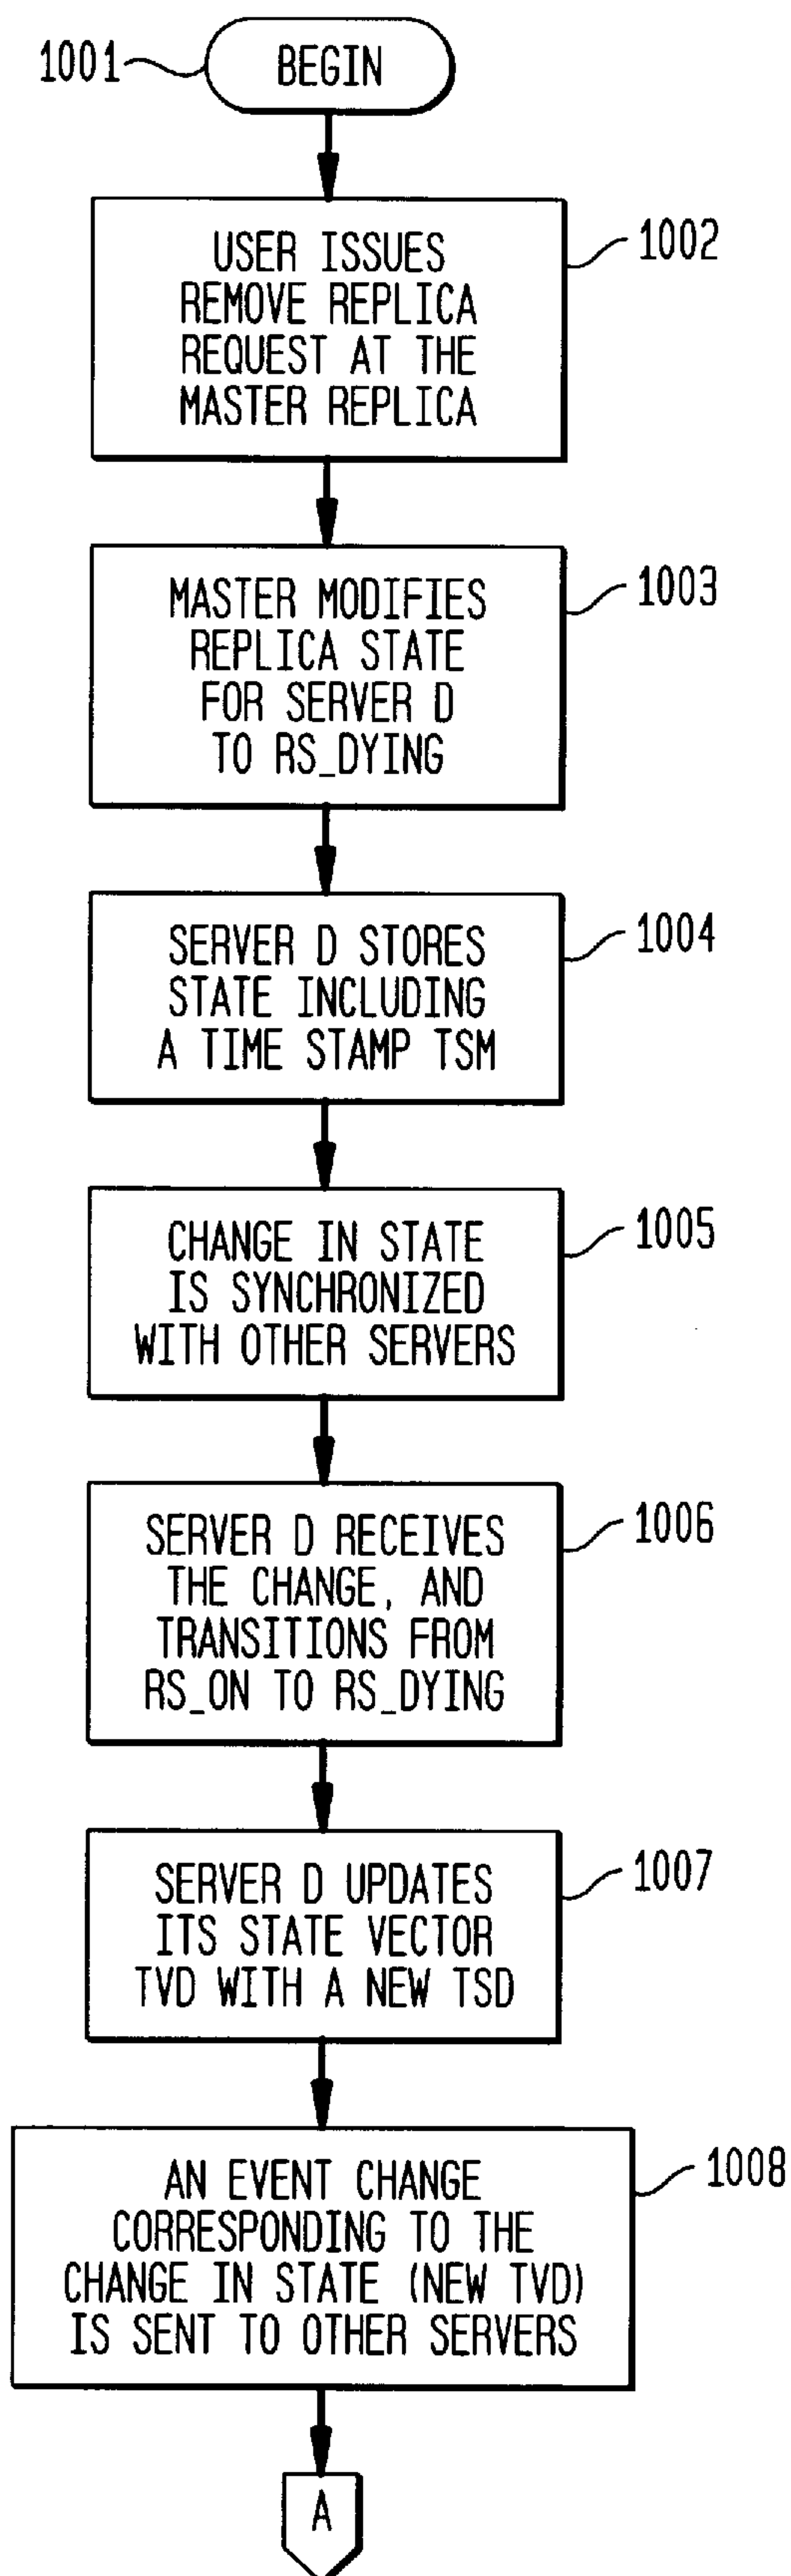 1001
BEGIN
USER ISSUES
REMOVE REPLICA
REQUEST AT THE
MASTER REPLICA
1002
MASTER MODIFIES
REPLICA STATE
FOR SERVER D
TO RS_DYING
1003
SERVER D STORES
STATE INCLUDING
A TIME STAMP TSM
1004
CHANGE IN STATE
IS SYNCHRONIZED
WITH OTHER SERVERS
1005
SERVER D RECEIVES
THE CHANGE, AND
TRANSITIONS FROM
RS_ON TO RS_DYING
1006
SERVER D UPDATES
ITS STATE VECTOR
TVD WITH A NEW TSD
1007
AN EVENT CHANGE
CORRESPONDING TO THE
CHANGE IN STATE (NEW TVD)
IS SENT TO OTHER SERVERS
1008
A